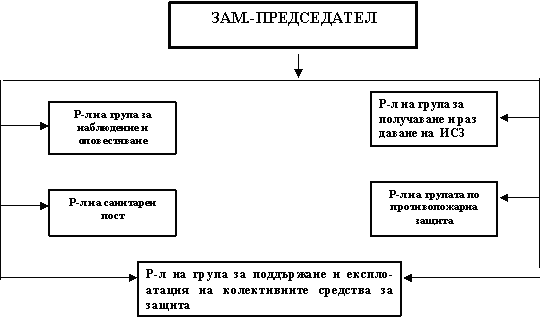 ЗАМ.-ПРЕДСЕДАТЕЛ
Р-л на група за
наблюдение и
оповестяване
Р-л на група за
получаване и раз
даване на ИСЗ
Р-л на санитарен
пост
Р-л на групата по
противопожарна
защита
Р-л на група за поддържане и експло-
атация на колективните средства за
защита